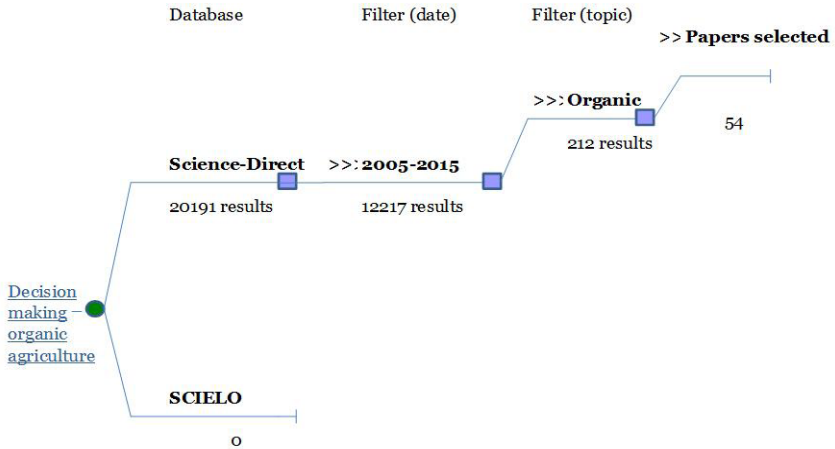 Database Filter (date) Filter (topic)
>> Papers selected
>>: Organic
54
212 results
Science-Direct >>: 2005-2015
20191 results 12217 results
Decision
making –
organic
agriculture
SCIELO
0